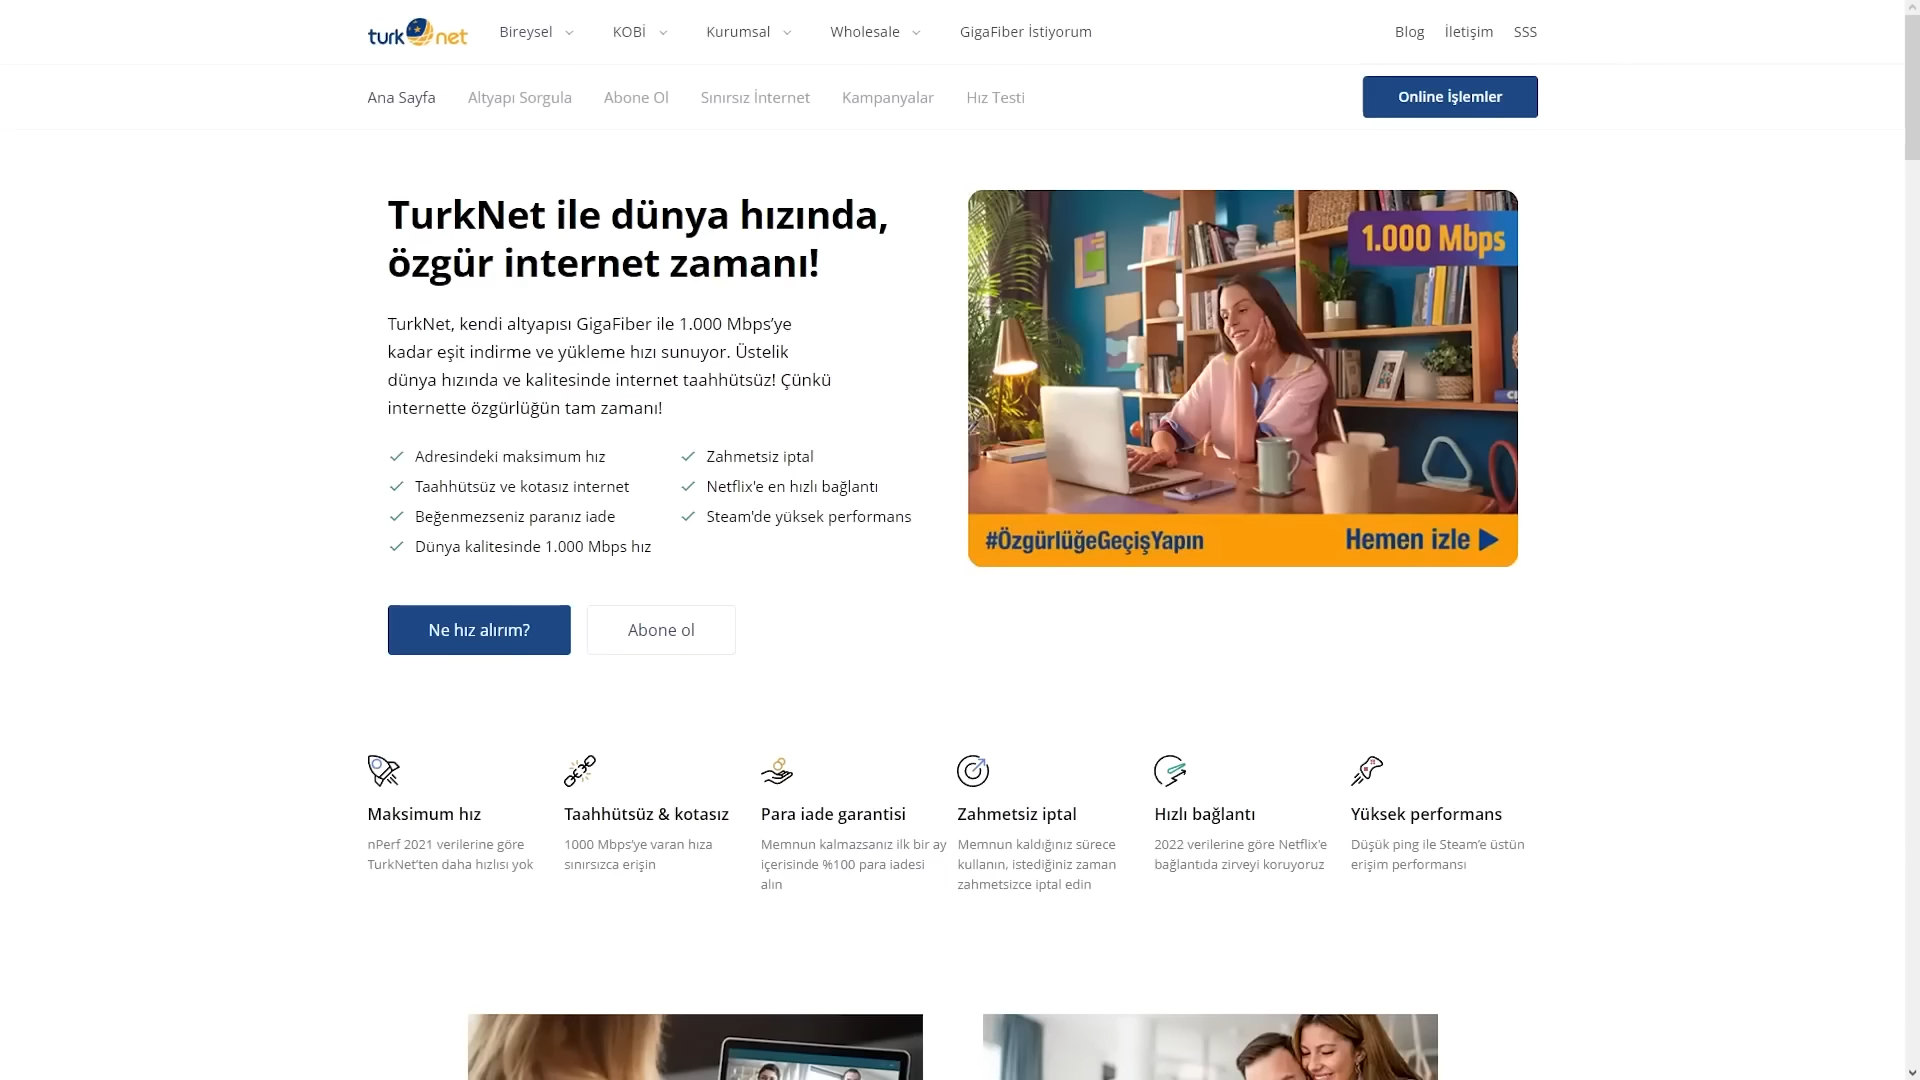 turk net
Bireysel
KOBİ
Kurumsal
Wholesale
GigaFiber İstiyorum
Blog
İletişim
SSS
Ana Sayfa
Altyapı Sorgula
Abone Ol
Sınırsız İnternet
Kampanyalar
Hız Testi
Online İşlemler
TurkNet ile dünya hızında,
özgür internet zamanı!
TurkNet, kendi altyapısı GigaFiber ile 1.000 Mbps’ye
kadar eşit indirme ve yükleme hızı sunuyor. Üstelik
dünya hızında ve kalitesinde internet taahhütsüz! Çünkü
internette özgürlüğün tam zamanı!
Adresindeki maksimum hız
Taahhütsüz ve kotasız internet
Beğenmezseniz paranız iade
Dünya kalitesinde 1.000 Mbps hız
Zahmetsiz iptal
Netflix'e en hızlı bağlantı
Steam'de yüksek performans
Ne hız alırım?
Abone ol
1.000 Mbps
#ÖzgürlüğeGeçişYapın
Hemen izle
Maksimum hız
nPerf 2021 verilerine göre
TurkNet’ten daha hızlısı yok
Taahhütsüz & kotasız
1000 Mbps’ye varan hıza
sınırsızca erişin
Para iade garantisi
Memnun kalmazsanız ilk bir ay
içerisinde %100 para iadesi
alın
Zahmetsiz iptal
Memnun kaldığınız sürece
kullanın, istediğiniz zaman
zahmetsizce iptal edin
Hızlı bağlantı
2022 verilerine göre Netflix’e
bağlantıda zirveyi koruyoruz
Yüksek performans
Düşük ping ile Steam’e üstün
erişim performansı